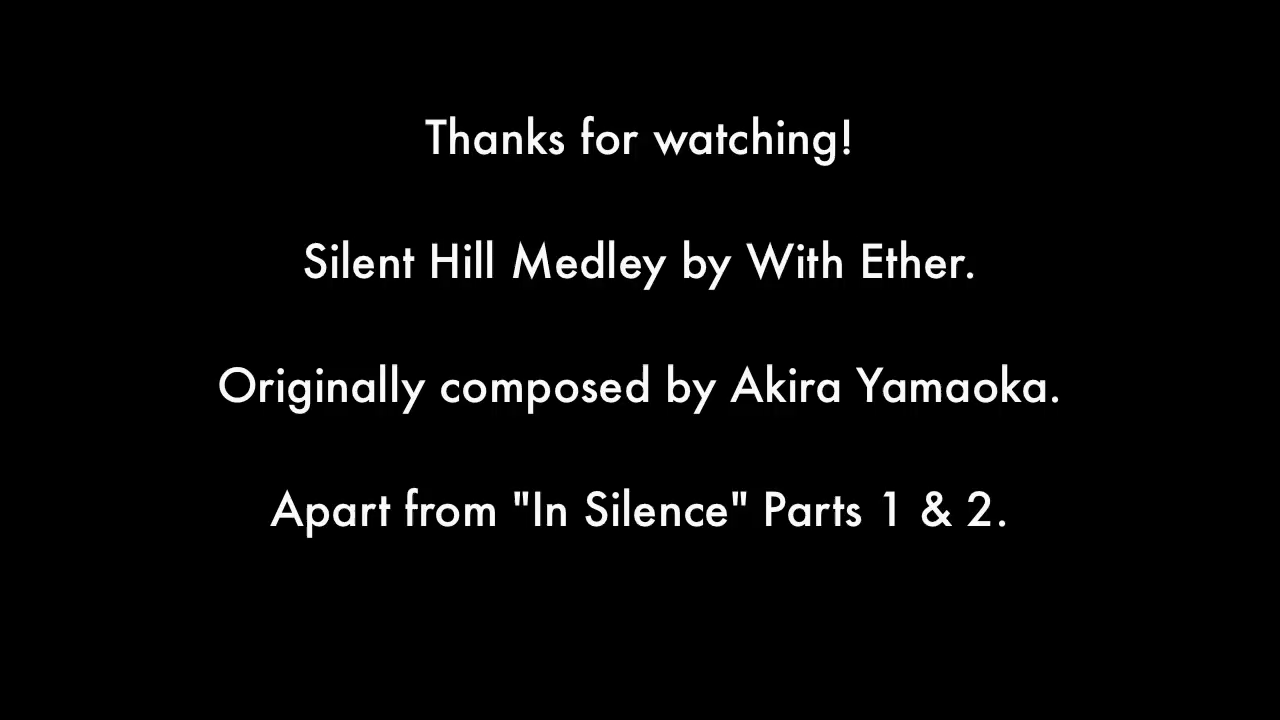 Thanks for watching!
Silent Hill Medley by With Ether.
Originally composed by Akira Yamaoka.
Apart from "In Silence" Parts 1 & 2.